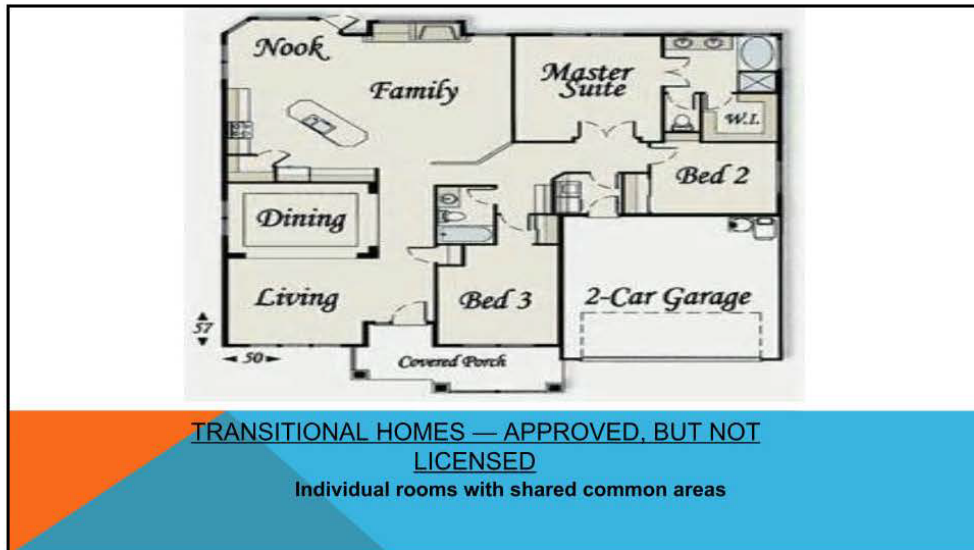 Nook
Family
Master
Suite
W.I.
Bed 2
Dining
Living
Bed 3
2-Car Garage
57
50
Covered Porch
TRANSITIONAL HOMES — APPROVED, BUT NOT
LICENSED
Individual rooms with shared common areas